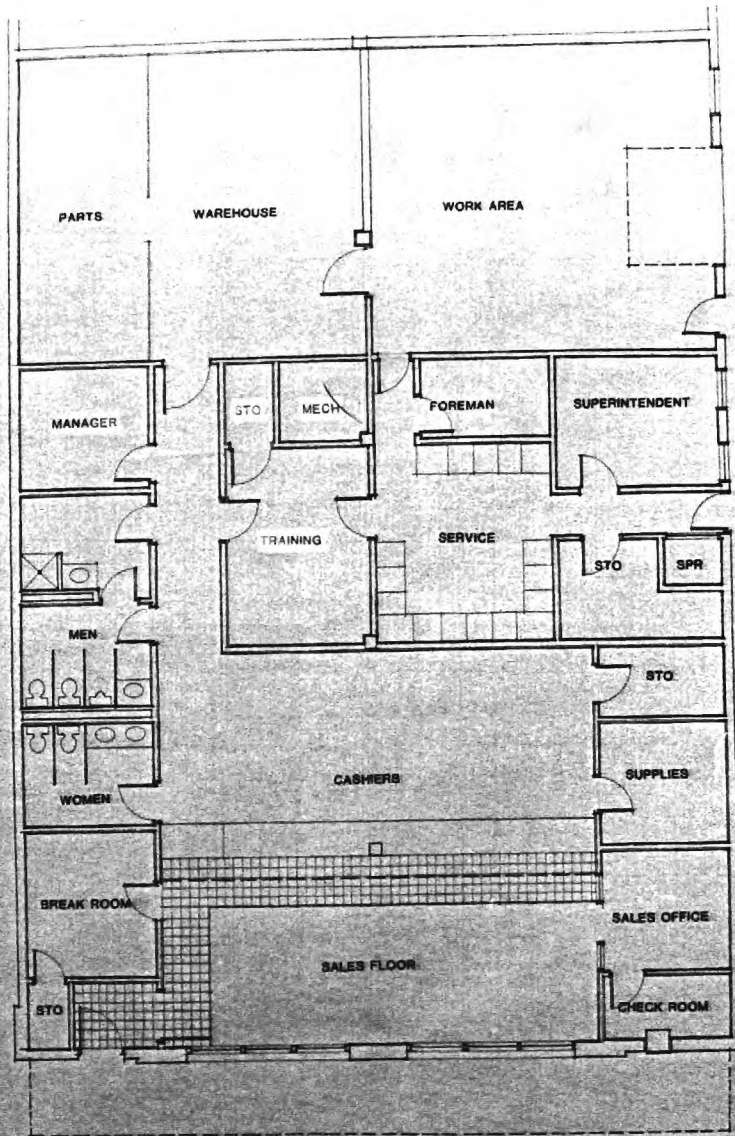 PARTS
WAREHOUSE
WORK AREA
MANAGER
STO
MECH
FOREMAN
SUPERINTENDENT
TRAINING
SERVICE
STO
SPR
MEN
STO
WOMEN
CASHIERS
SUPPLIES
BREAK ROOM
SALES OFFICE
SALES FLOOR
STO
CHECK ROOM